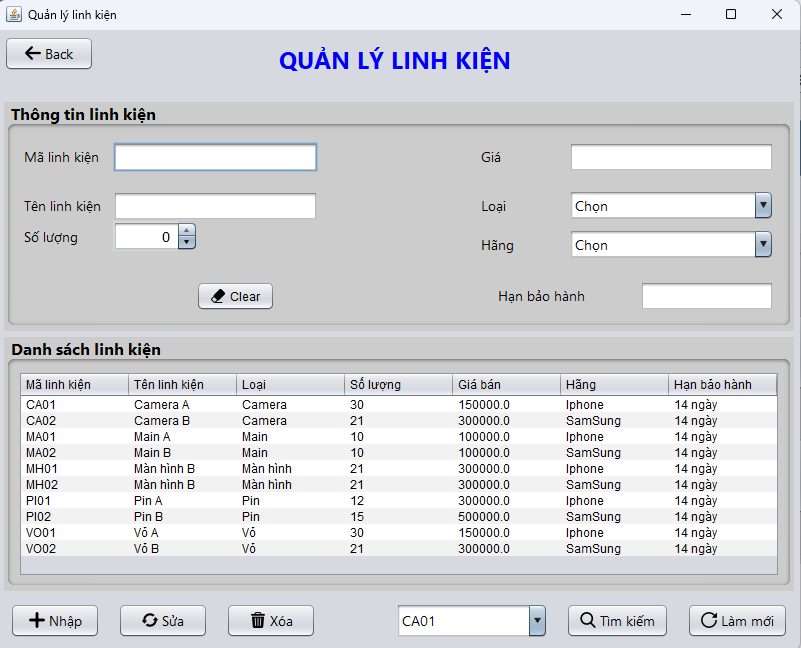 Quản lý linh kiện
Back
QUẢN LÝ LINH KIỆN
Thông tin linh kiện
Mã linh kiện
Giá
Tên linh kiện
Loại Chọn
Số lượng 0
Hãng Chọn
Clear
Hạn bảo hành
Danh sách linh kiện
Mã linh kiện Tên linh kiện Loại Số lượng Giá bán Hãng Hạn bảo hành
CA01 Camera A Camera 30 150000.0 Iphone 14 ngày
CA02 Camera B Camera 21 300000.0 SamSung 14 ngày
MA01 Main A Main 10 100000.0 Iphone 14 ngày
MA02 Main B Main 10 100000.0 SamSung 14 ngày
MH01 Màn hình B Màn hình 21 300000.0 Iphone 14 ngày
MH02 Màn hình B Màn hình 21 300000.0 SamSung 14 ngày
PI01 Pin A Pin 12 300000.0 Iphone 14 ngày
PI02 Pin B Pin 15 500000.0 SamSung 14 ngày
VO01 Vỏ A Vỏ 30 150000.0 Iphone 14 ngày
VO02 Vỏ B Vỏ 21 300000.0 SamSung 14 ngày
Nhập Sửa Xóa CA01 Tìm kiếm Làm mới